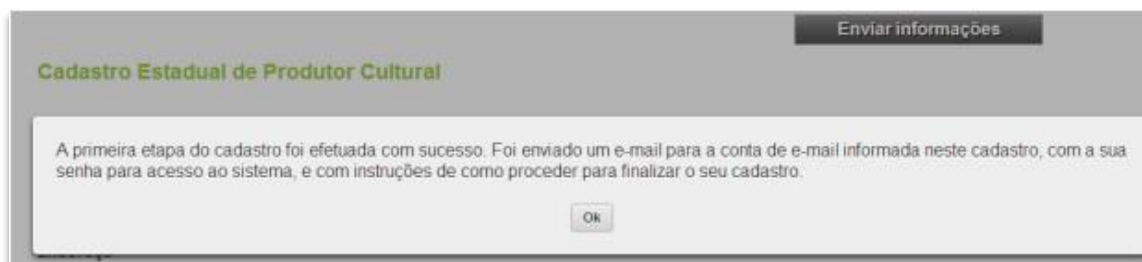 Enviar informações
Cadastro Estadual de Produtor Cultural
A primeira etapa do cadastro foi efetuada com sucesso. Foi enviado um e-mail para a conta de e-mail informada neste cadastro, com a sua
senha para acesso ao sistema, e com instruções de como proceder para finalizar o seu cadastro.
Ok